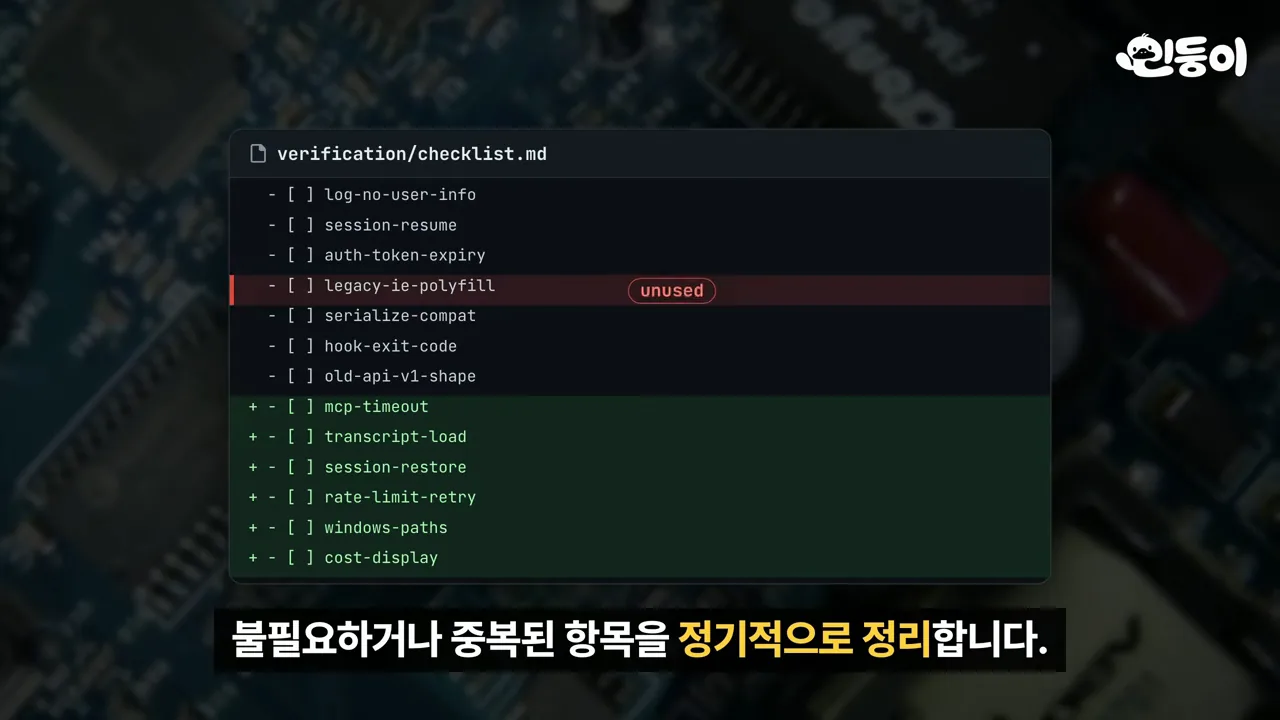 인둥이
verification/checklist.md
- [ ] log-no-user-info
- [ ] session-resume
- [ ] auth-token-expiry
- [ ] legacy-ie-polyfill unused
- [ ] serialize-compat
- [ ] hook-exit-code
- [ ] old-api-v1-shape
+ - [ ] mcp-timeout
+ - [ ] transcript-load
+ - [ ] session-restore
+ - [ ] rate-limit-retry
+ - [ ] windows-paths
+ - [ ] cost-display
불필요하거나 중복된 항목을 정기적으로 정리합니다.